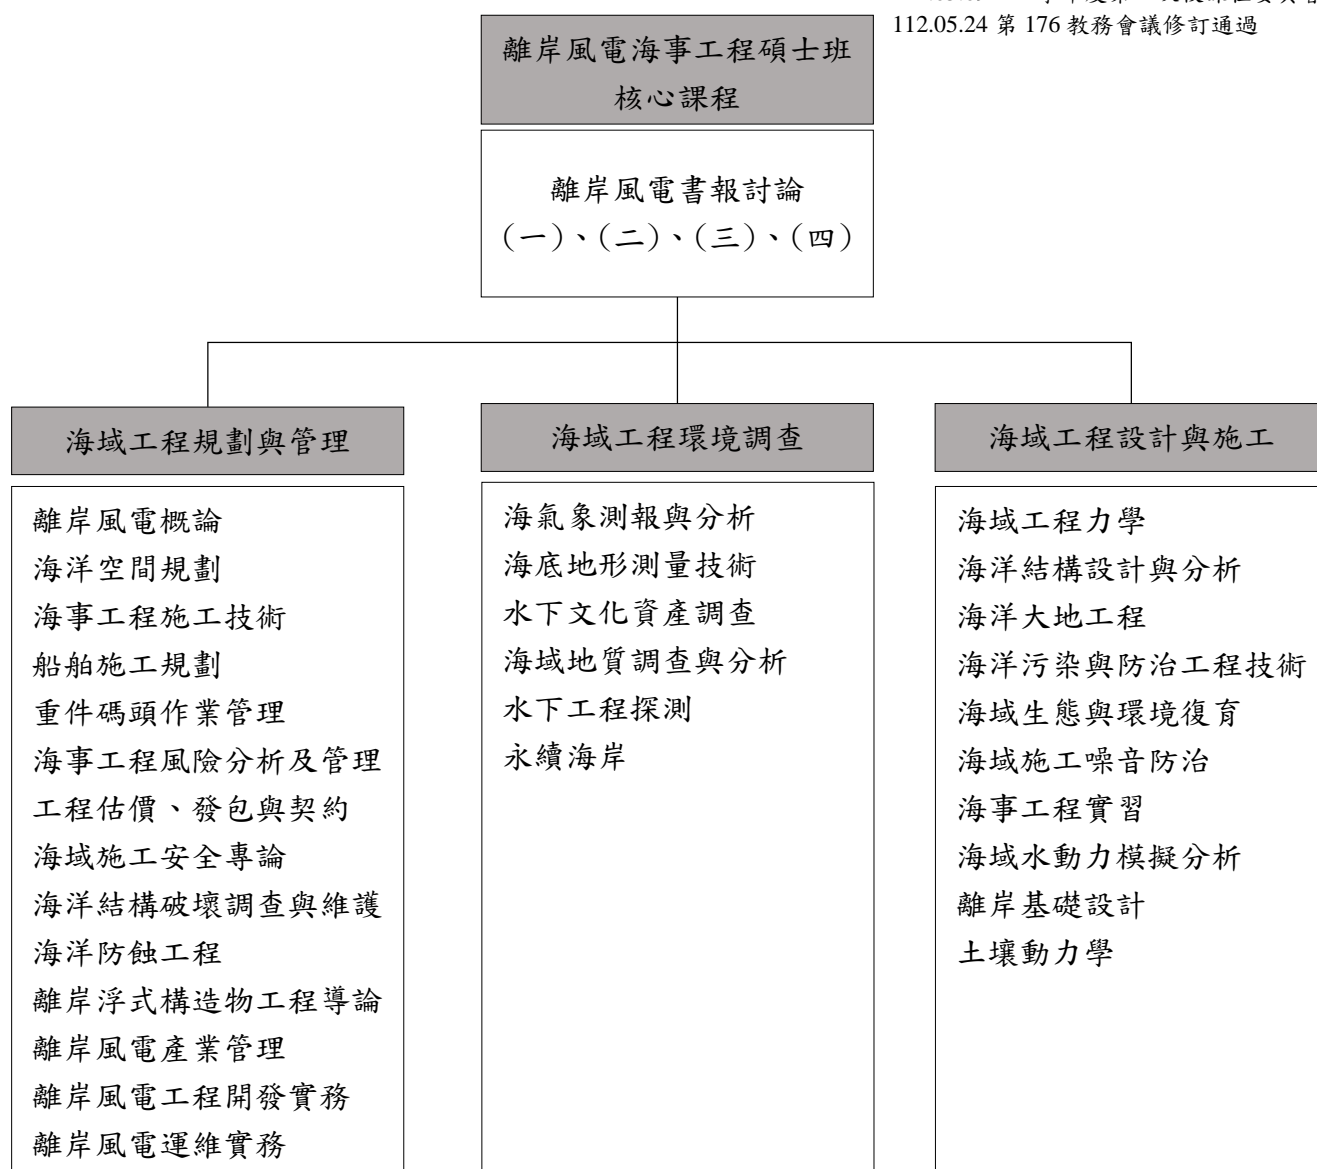 112.05.24 第 176 教務會議修訂通過
離岸風電海事工程碩士班
核心課程
離岸風電書報討論
(一)、(二)、(三)、(四)
海域工程規劃與管理
離岸風電概論
海洋空間規劃
海事工程施工技術
船舶施工規劃
重件碼頭作業管理
海事工程風險分析及管理
工程估價、發包與契約
海域施工安全專論
海洋結構破壞調查與維護
海洋防蝕工程
離岸浮式構造物工程導論
離岸風電產業管理
離岸風電工程開發實務
離岸風電運維實務
海域工程環境調查
海氣象測報與分析
海底地形測量技術
水下文化資產調查
海域地質調查與分析
水下工程探測
永續海岸
海域工程設計與施工
海域工程力學
海洋結構設計與分析
海洋大地工程
海洋污染與防治工程技術
海域生態與環境復育
海域施工噪音防治
海事工程實習
海域水動力模擬分析
離岸基礎設計
土壤動力學